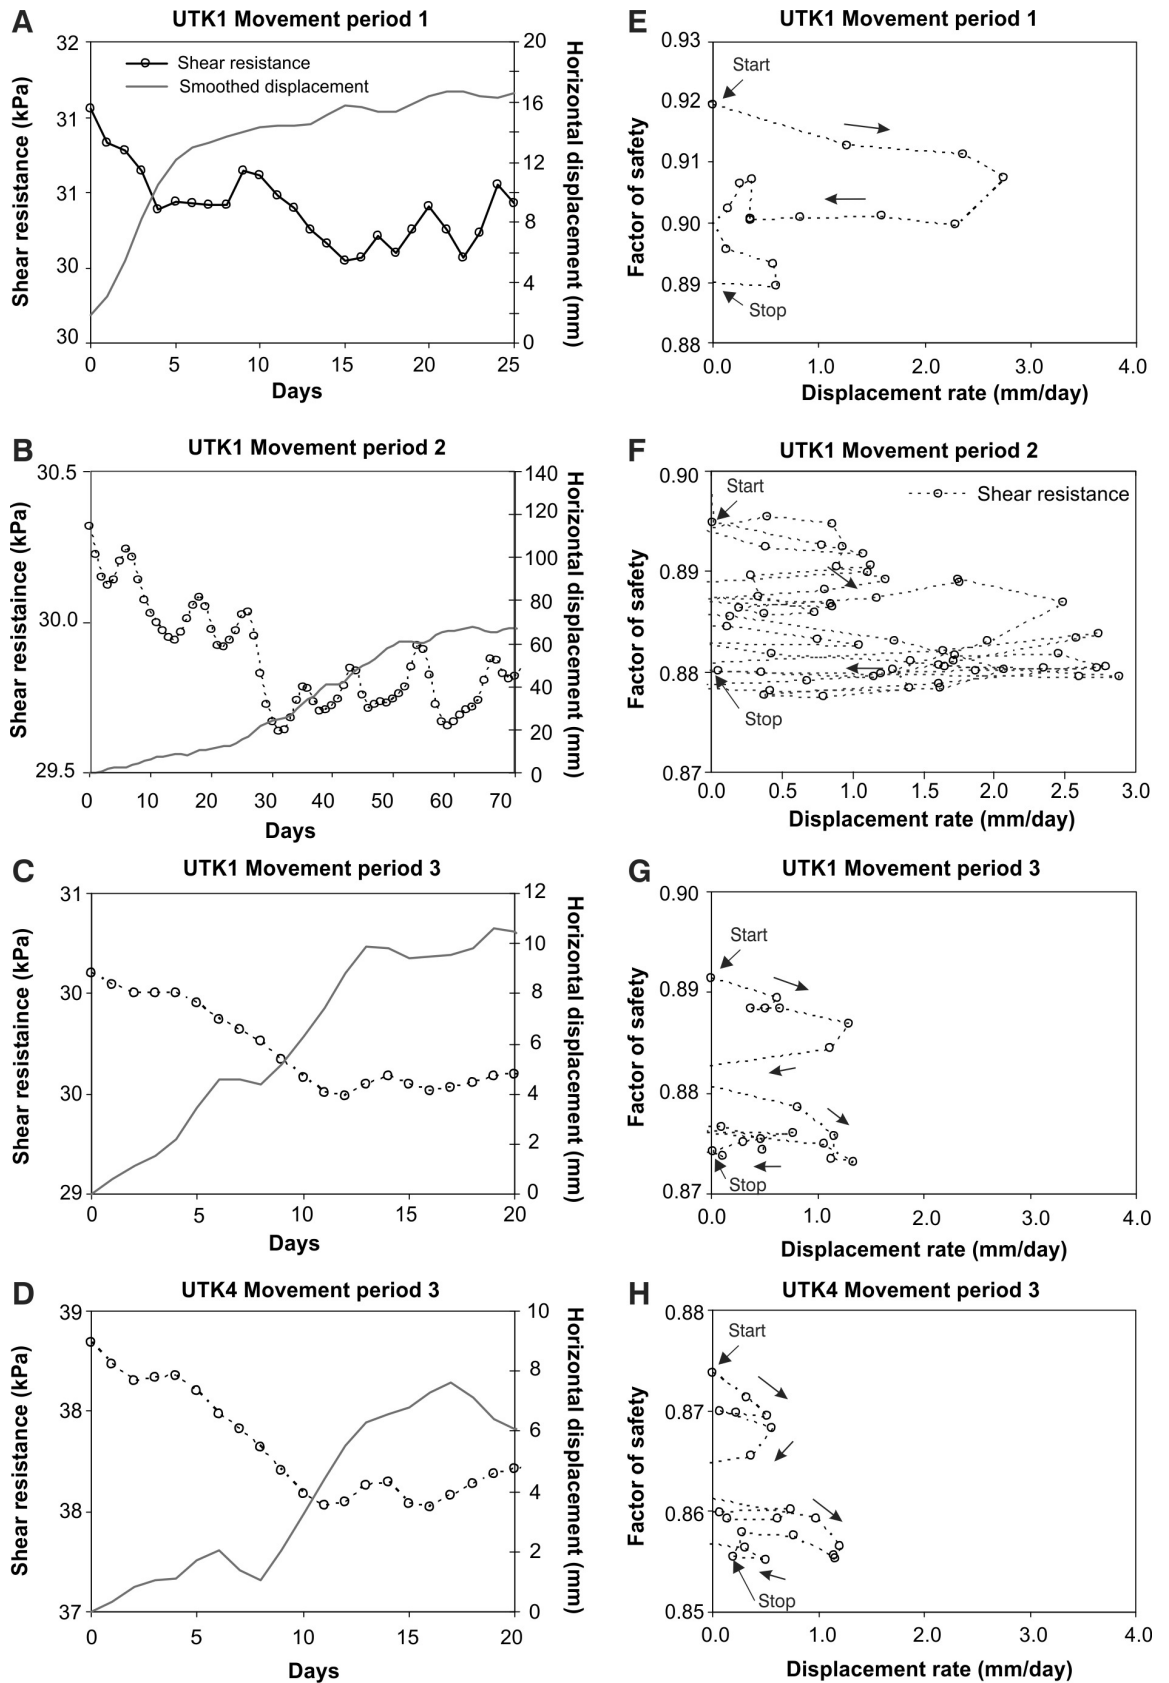 A
UTK1 Movement period 1
32
31
31
30
30
Shear resistance (kPa)
Shear resistance
Smoothed displacement
20
16
12
8
4
0
Horizontal displacement (mm)
0 5 10 15 20 25
Days
E
UTK1 Movement period 1
0.93
0.92
0.91
0.90
0.89
0.88
Factor of safety
Start
Stop
0.0 1.0 2.0 3.0 4.0
Displacement rate (mm/day)
B
UTK1 Movement period 2
30.5
30.0
29.5
Shear resistaince (kPa)
140
120
100
80
60
40
20
0
Horizontal displacement (mm)
0 10 20 30 40 50 60 70
Days
F
UTK1 Movement period 2
0.90
0.89
0.88
0.87
Factor of safety
Start
Shear resistance
Stop
0.0 0.5 1.0 1.5 2.0 2.5 3.0
Displacement rate (mm/day)
C
UTK1 Movement period 3
31
30
30
29
Shear resistaince (kPa)
12
10
8
6
4
2
0
Horizontal displacement (mm)
0 5 10 15 20
Days
G
UTK1 Movement period 3
0.90
0.89
0.88
0.87
Factor of safety
Start
Stop
0.0 1.0 2.0 3.0 4.0
Displacement rate (mm/day)
D
UTK4 Movement period 3
39
38
38
37
Shear resistance (kPa)
10
8
6
4
2
0
Horizontal displacement (mm)
0 5 10 15 20
Days
H
UTK4 Movement period 3
0.88
0.87
0.86
0.85
Factor of safety
Start
Stop
0.0 1.0 2.0 3.0 4.0
Displacement rate (mm/day)